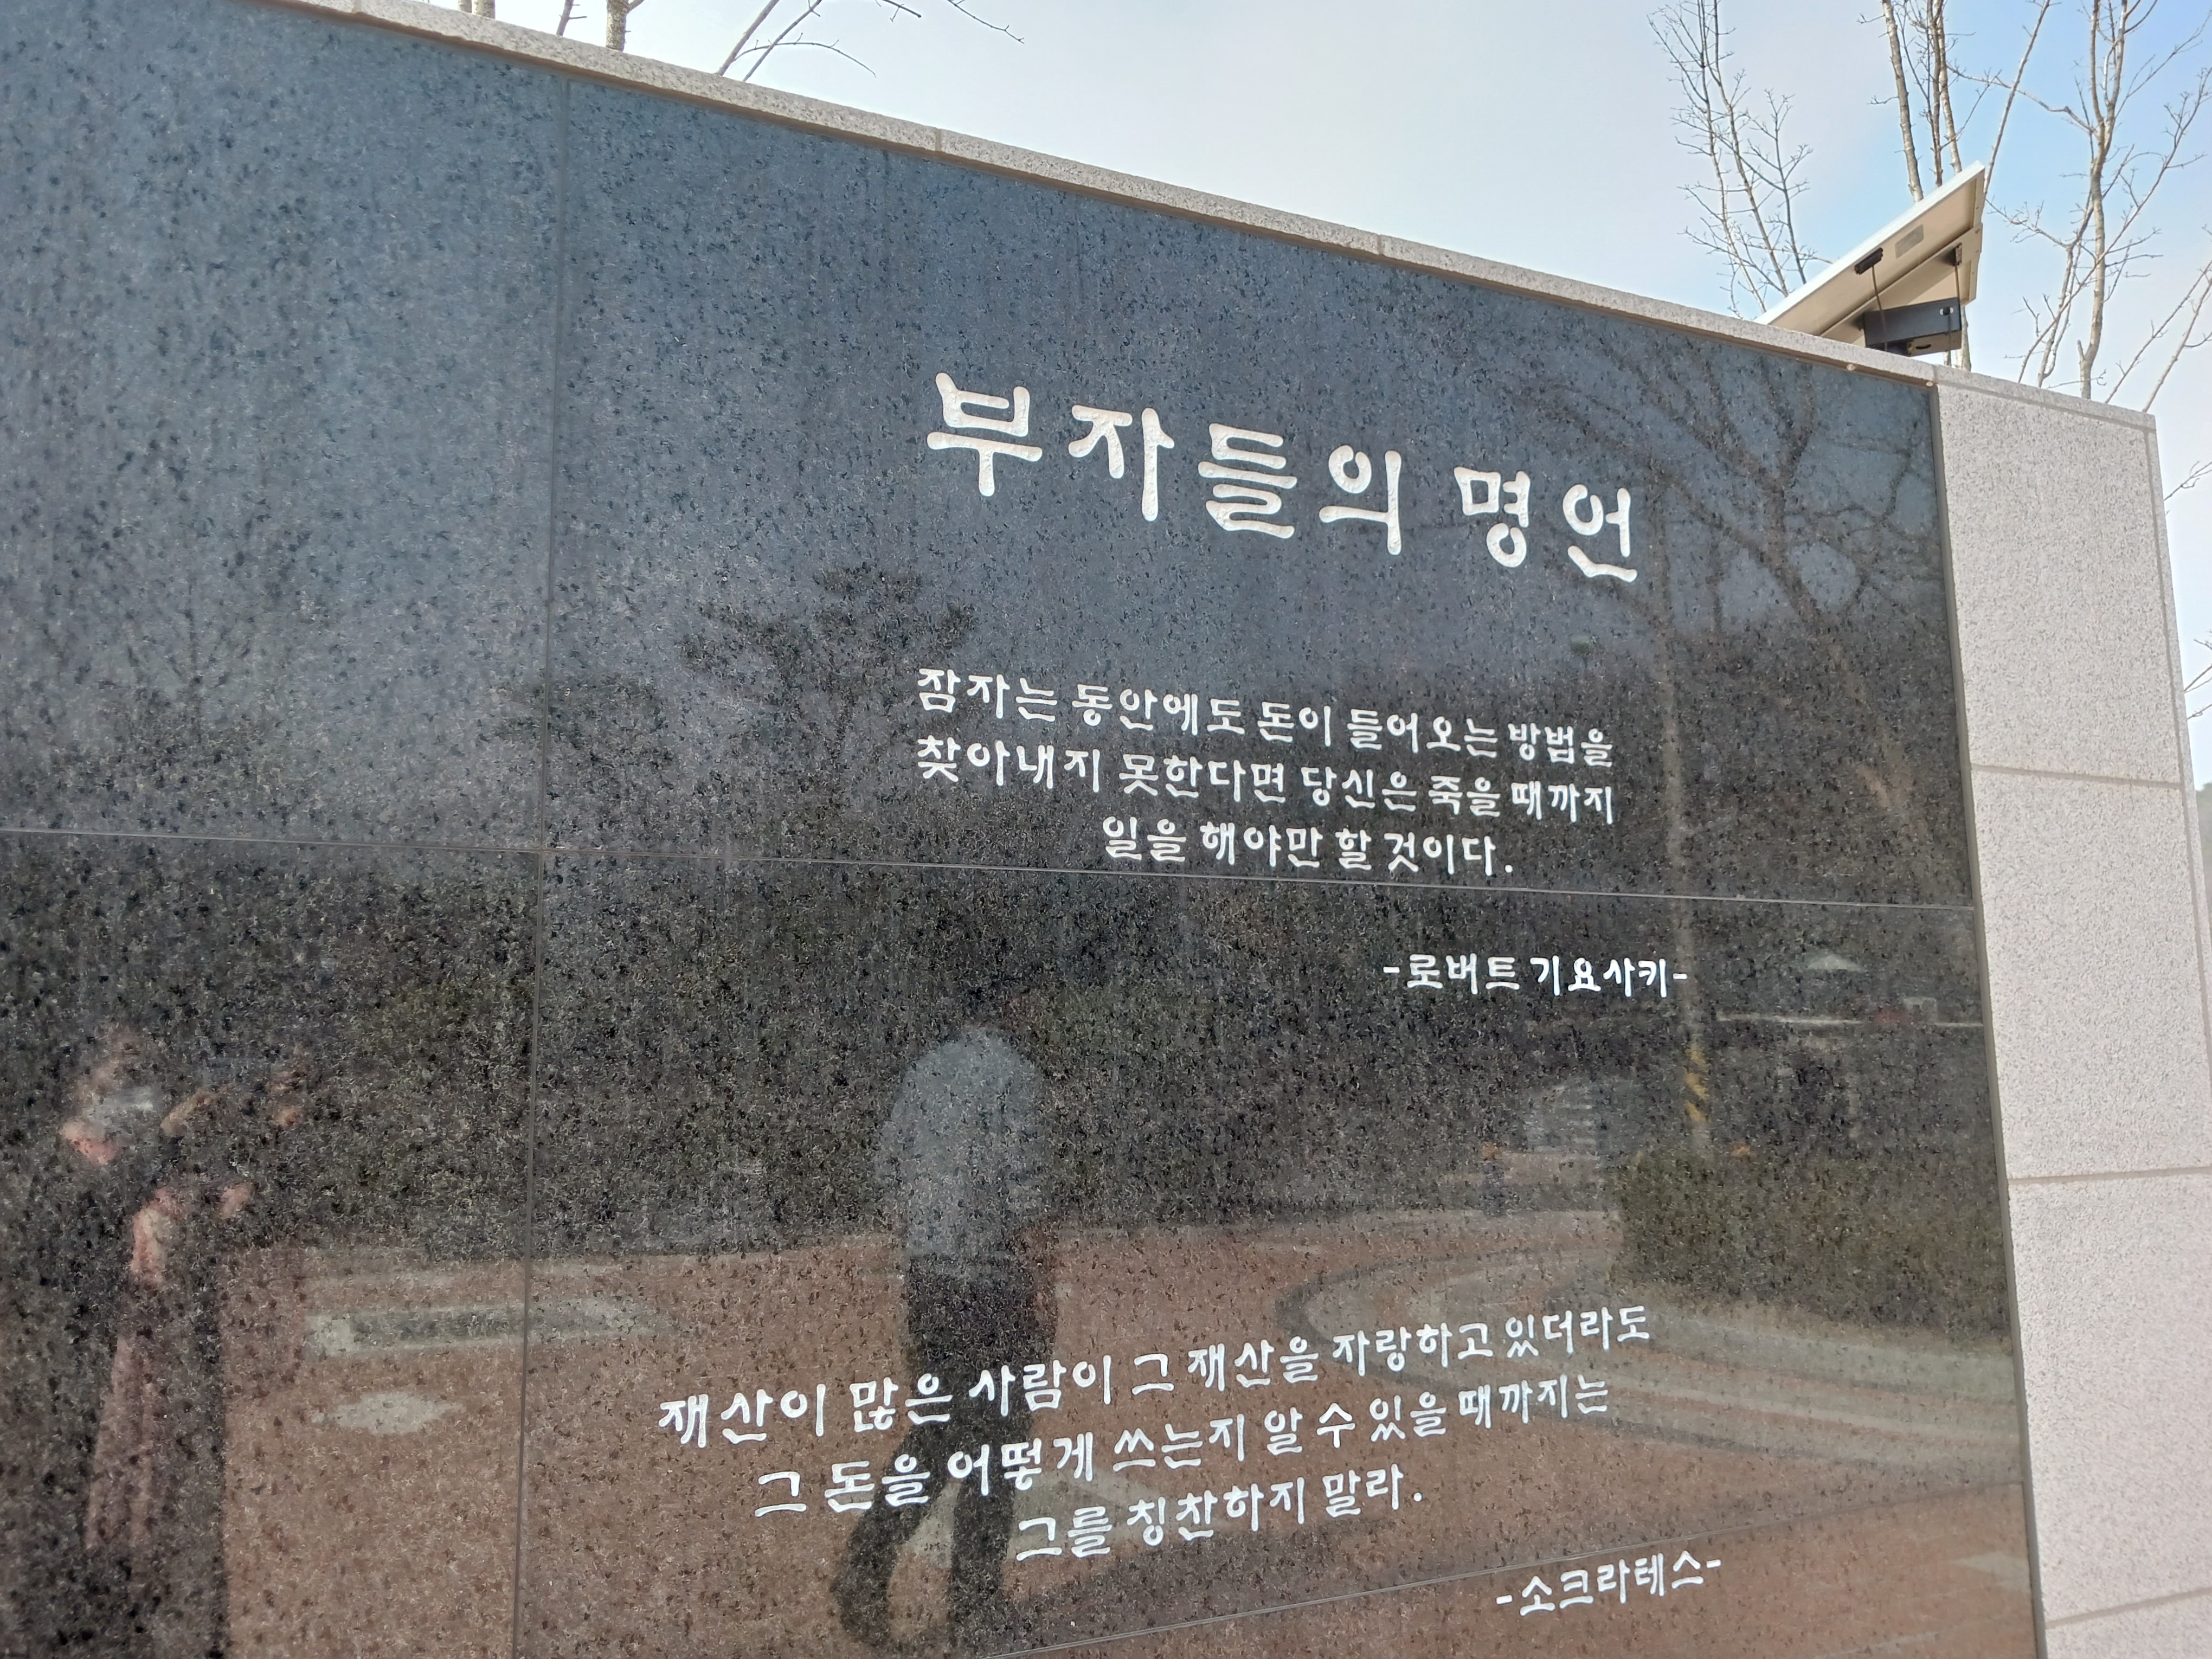 부자들의 명언
잠자는 동안에도 돈이 들어오는 방법을
찾아내지 못한다면 당신은 죽을 때까지
일을 해야만 할 것이다.
-로버트 기요사키-
재산이 많은 사람이 그 재산을 자랑하고 있더라도
그 돈을 어떻게 쓰는지 알 수 있을 때까지는
그를 칭찬하지 말라.
-소크라테스-